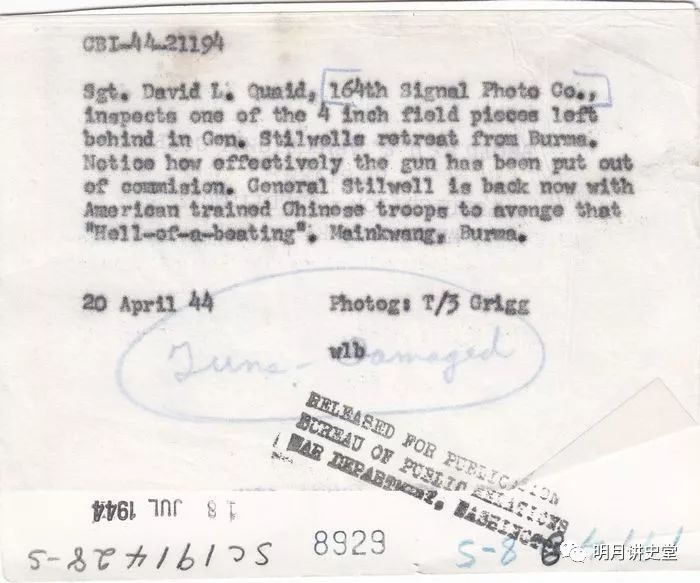 CBI-44-21194
Sgt. David L. Quaid, [164th Signal Photo Co.,]
inspects one of the 4 inch field pieces left
behind in Gen. Stilwells retreat from Burma.
Notice how effectively the gun has been put out
of commision. General Stilwell is back now with
American trained Chinese troops to avenge that
"Hell-of-a-beating". Mainkwang, Burma.
20 April 44 Photog: T/3 Grigg
wlb
Guns - Damaged
RELEASED FOR PUBLICATION
BUREAU OF PUBLIC RELATIONS
WAR DEPARTMENT, WASHINGTON
18 JUL 1944
SC191428-S
8929
S-8
明月讲史堂